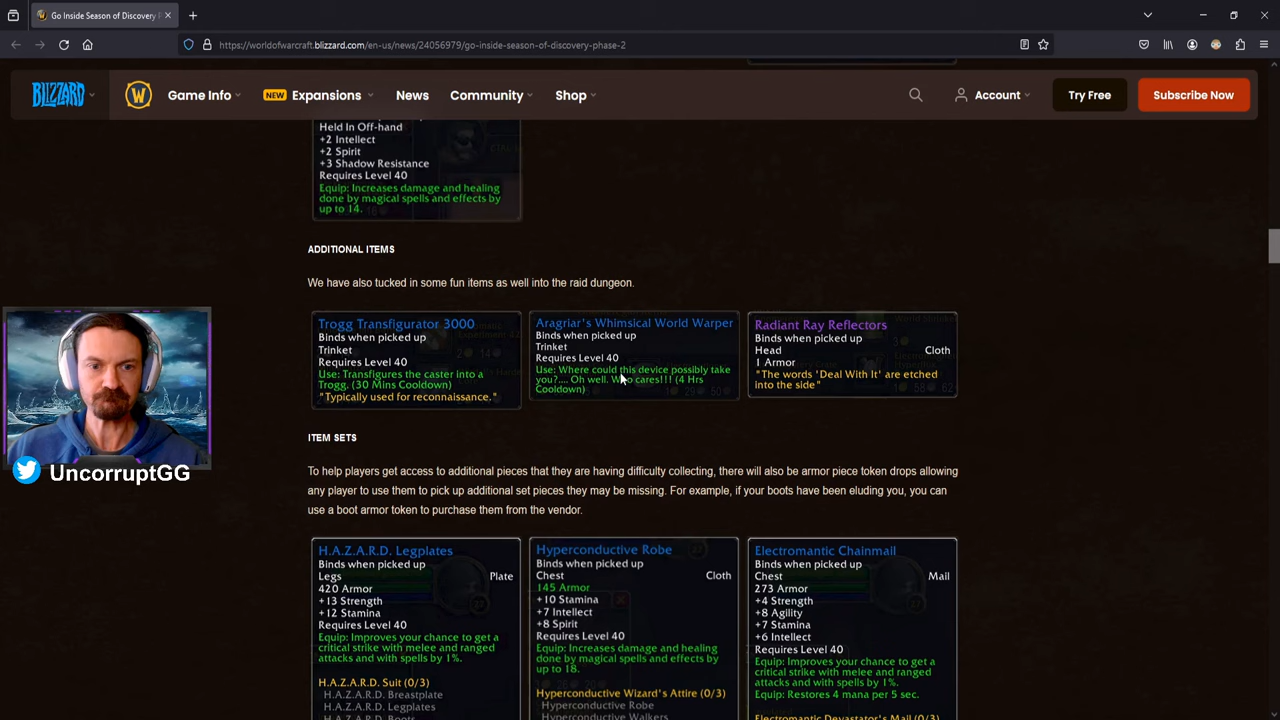 Go Inside Season of Discovery
https://worldofwarcraft.blizzard.com/en-us/news/24056979/go-inside-season-of-discovery-phase-2
BLIZZARD
W
Game Info
NEW
Expansions
News
Community
Shop
Account
Try Free
Subscribe Now
Held In Off-hand
+2 Intellect
+2 Spirit
+3 Shadow Resistance
Requires Level 40
Equip: Increases damage and healing
done by magical spells and effects by
up to 14.
ADDITIONAL ITEMS
We have also tucked in some fun items as well into the raid dungeon.
Trogg Transfigurator 3000
Binds when picked up
Trinket
Requires Level 40
Use: Transfigures the caster into a
Trogg. (30 Mins Cooldown)
"Typically used for reconnaissance."
Aragriar's Whimsical World Warper
Binds when picked up
Trinket
Requires Level 40
Use: Where could this device possibly take
you?.... Oh well. Who cares!!! (4 Hrs
Cooldown)
Radiant Ray Reflectors
Binds when picked up
Head Cloth
1 Armor
"The words 'Deal With It' are etched
into the side"
UncorruptGG
ITEM SETS
To help players get access to additional pieces that they are having difficulty collecting, there will also be armor piece token drops allowing
any player to use them to pick up additional set pieces they may be missing. For example, if your boots have been eluding you, you can
use a boot armor token to purchase them from the vendor.
H.A.Z.A.R.D. Legplates
Binds when picked up
Legs Plate
420 Armor
+13 Strength
+12 Stamina
Requires Level 40
Equip: Improves your chance to get a
critical strike with melee and ranged
attacks and with spells by 1%.
H.A.Z.A.R.D. Suit (0/3)
H.A.Z.A.R.D. Breastplate
H.A.Z.A.R.D. Legplates
H.A.Z.A.R.D. Boots
Hyperconductive Robe
Binds when picked up
Chest Cloth
145 Armor
+10 Stamina
+7 Intellect
+8 Spirit
Requires Level 40
Equip: Increases damage and healing
done by magical spells and effects by
up to 18.
Hyperconductive Wizard's Attire (0/3)
Hyperconductive Robe
Hyperconductive Walkers
Electromantic Chainmail
Binds when picked up
Chest Mail
273 Armor
+4 Strength
+8 Agility
+7 Stamina
+6 Intellect
Requires Level 40
Equip: Improves your chance to get a
critical strike with melee and ranged
attacks and with spells by 1%.
Equip: Restores 4 mana per 5 sec.
Electromantic Devastator's Mail (0/3)